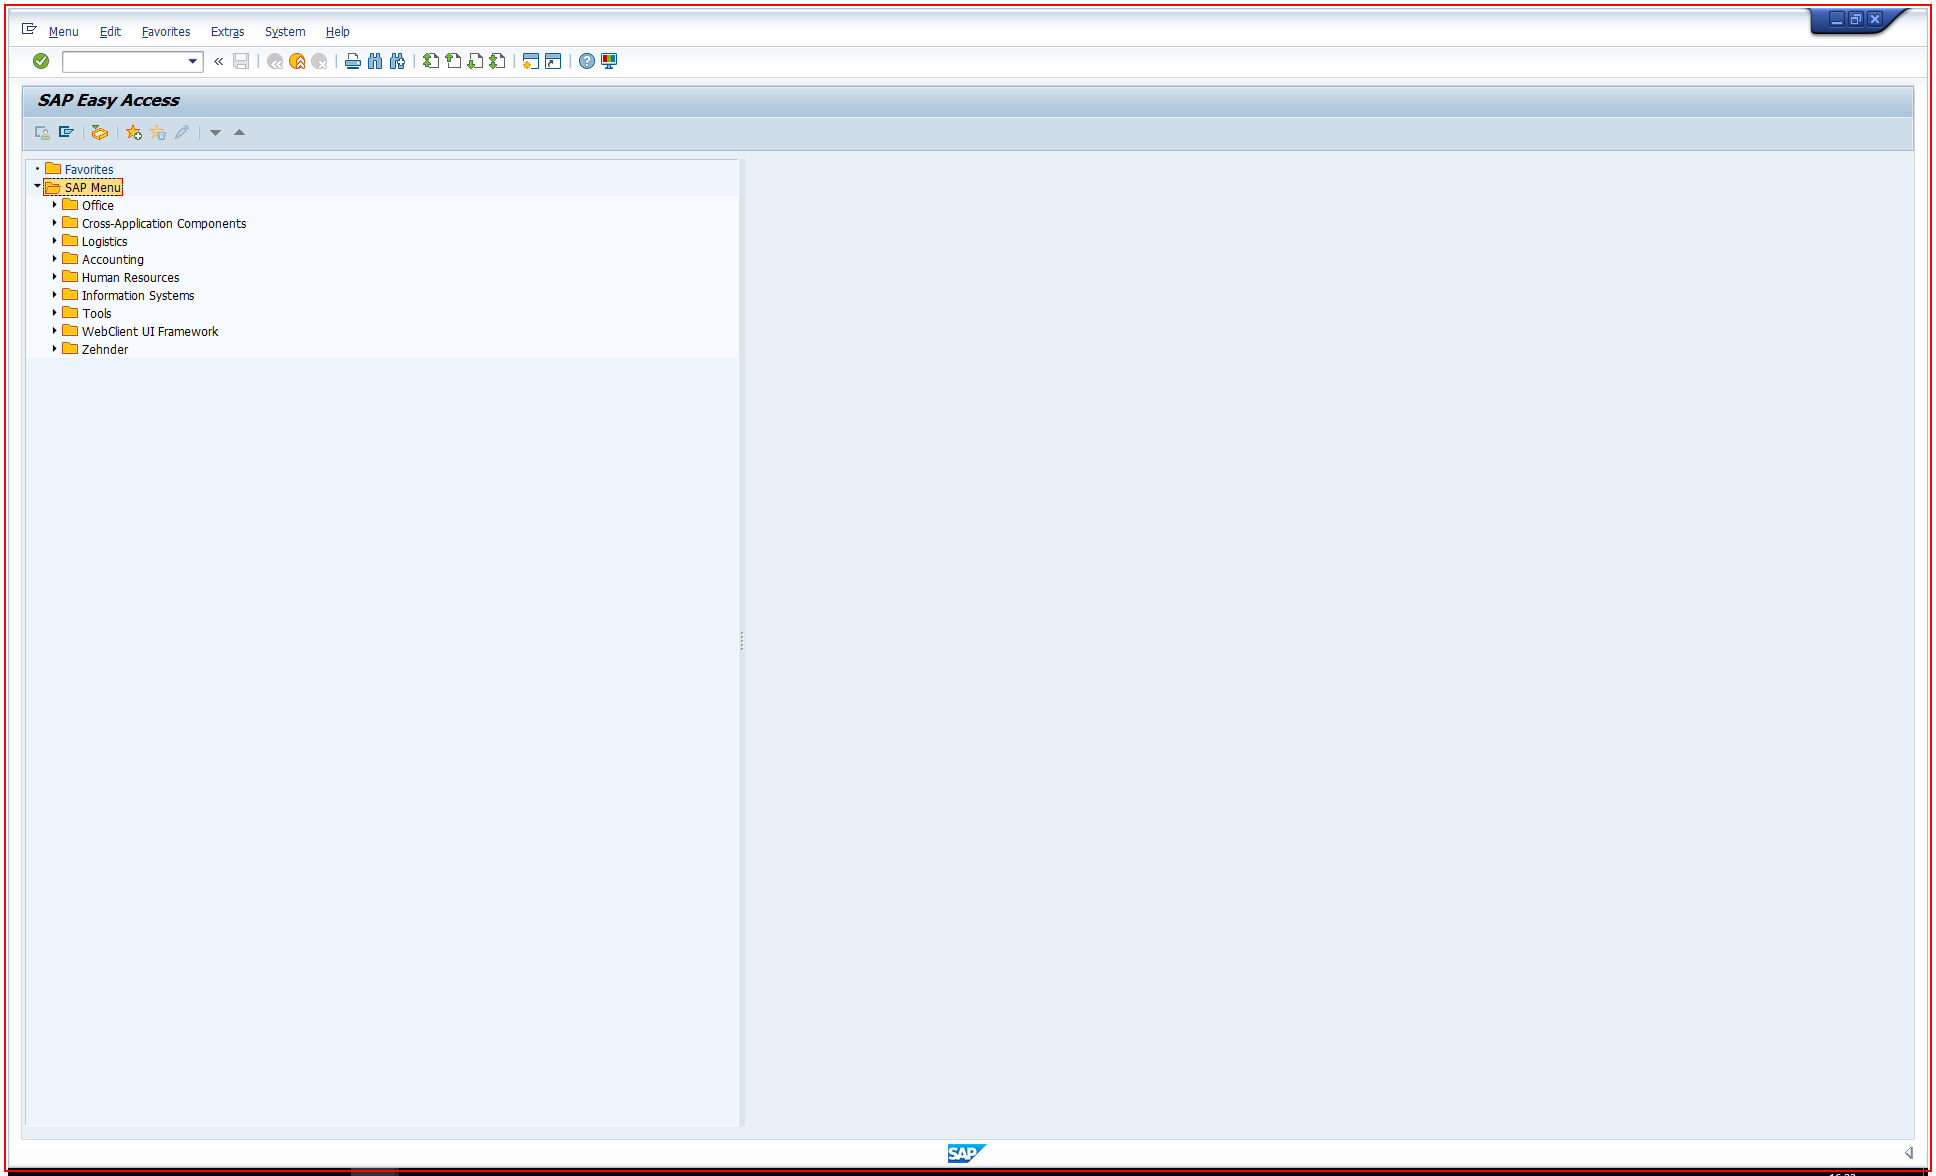 Menu Edit Favorites Extras System Help
SAP Easy Access
Favorites
SAP Menu
Office
Cross-Application Components
Logistics
Accounting
Human Resources
Information Systems
Tools
WebClient UI Framework
Zehnder
SAP